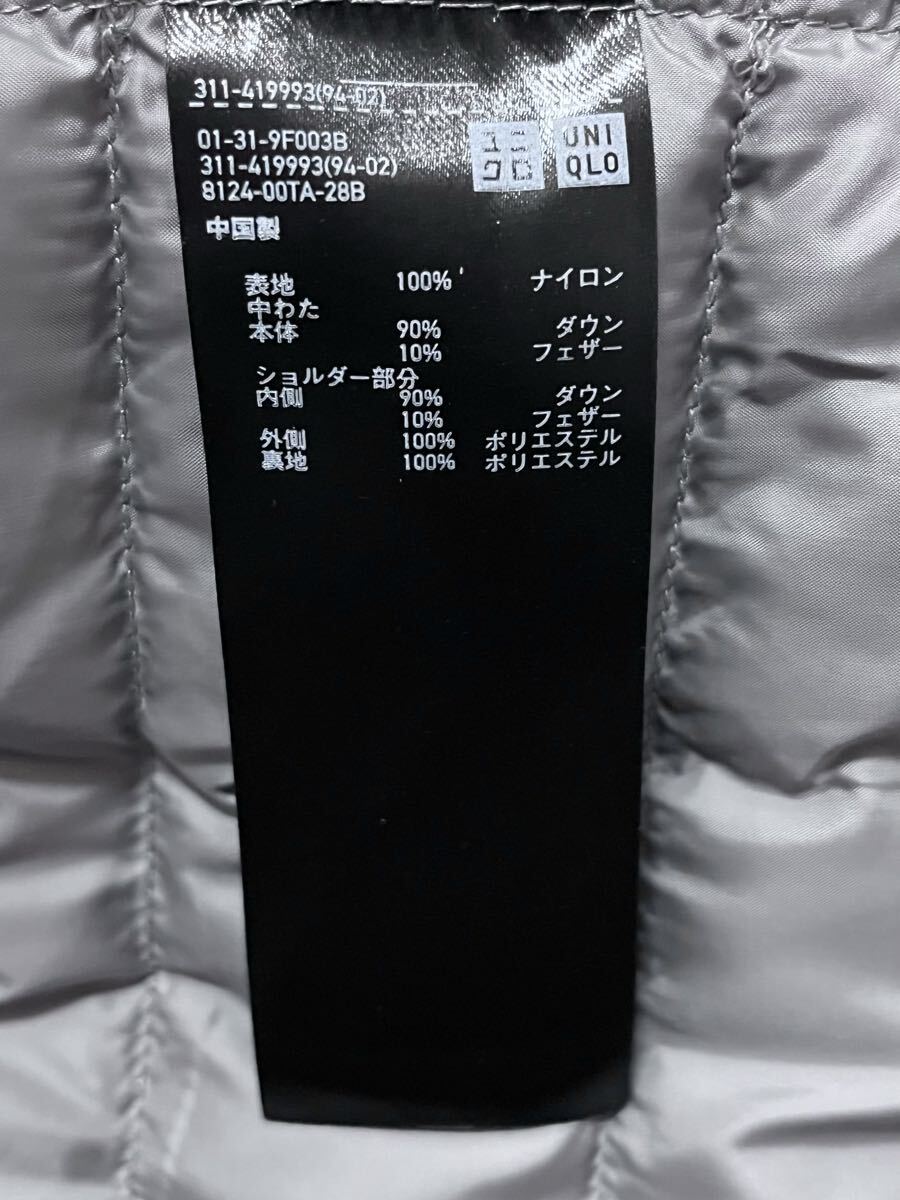 311-419993(94-02)
01-31-9F003B
311-419993(94-02)
8124-00TA-28B
ユニクロ
UNIQLO
中国製
表地 100% ナイロン
中わた
本体 90% ダウン
10% フェザー
ショルダー部分
内側 90% ダウン
10% フェザー
外側 100% ポリエステル
裏地 100% ポリエステル